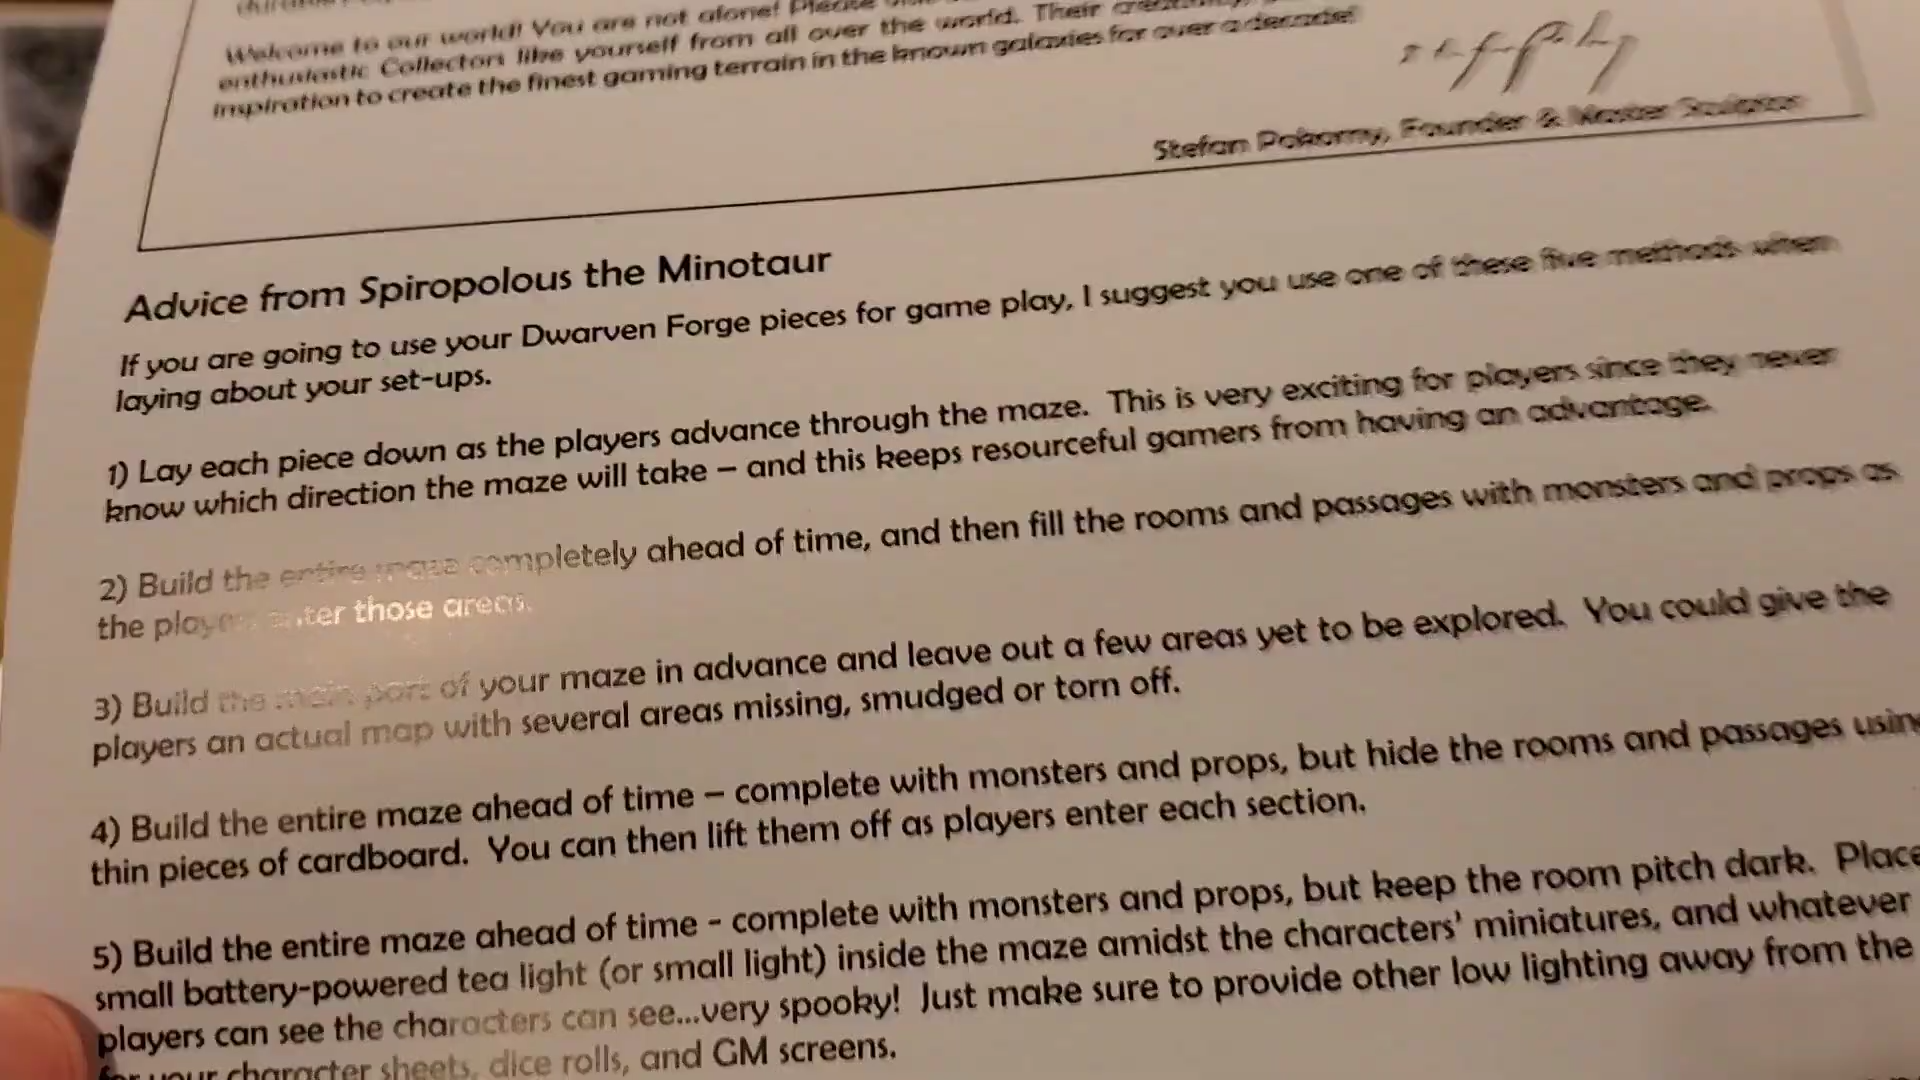 Welcome to our world! You are not alone! Please
enthusiastic Collectors like yourself from all over the world. Their
inspiration to create the finest gaming terrain in the known galaxies for over a decade!
Stefan Pokorny, Founder & Master Sculptor
Advice from Spiropolous the Minotaur
If you are going to use your Dwarven Forge pieces for game play, I suggest you use one of these five methods when
laying about your set-ups.
1) Lay each piece down as the players advance through the maze. This is very exciting for players since they never
know which direction the maze will take – and this keeps resourceful gamers from having an advantage.
2) Build the entire maze completely ahead of time, and then fill the rooms and passages with monsters and props as
the players enter those areas.
3) Build the main part of your maze in advance and leave out a few areas yet to be explored. You could give the
players an actual map with several areas missing, smudged or torn off.
4) Build the entire maze ahead of time – complete with monsters and props, but hide the rooms and passages using
thin pieces of cardboard. You can then lift them off as players enter each section.
5) Build the entire maze ahead of time - complete with monsters and props, but keep the room pitch dark. Place
small battery-powered tea light (or small light) inside the maze amidst the characters' miniatures, and whatever
players can see the characters can see...very spooky! Just make sure to provide other low lighting away from the
for your character sheets, dice rolls, and GM screens.